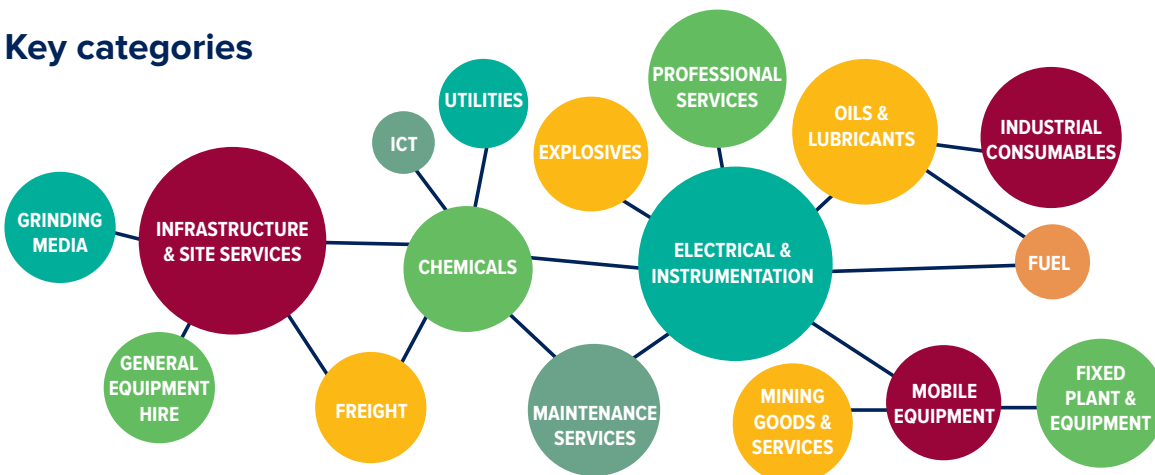 Key categories
PROFESSIONAL
SERVICES
UTILITIES
OILS &
LUBRICANTS
ICT
EXPLOSIVES
INDUSTRIAL
CONSUMABLES
GRINDING
MEDIA
INFRASTRUCTURE
& SITE SERVICES
CHEMICALS
ELECTRICAL &
INSTRUMENTATION
FUEL
GENERAL
EQUIPMENT
HIRE
FREIGHT
MAINTENANCE
SERVICES
MINING
GOODS &
SERVICES
MOBILE
EQUIPMENT
FIXED
PLANT &
EQUIPMENT